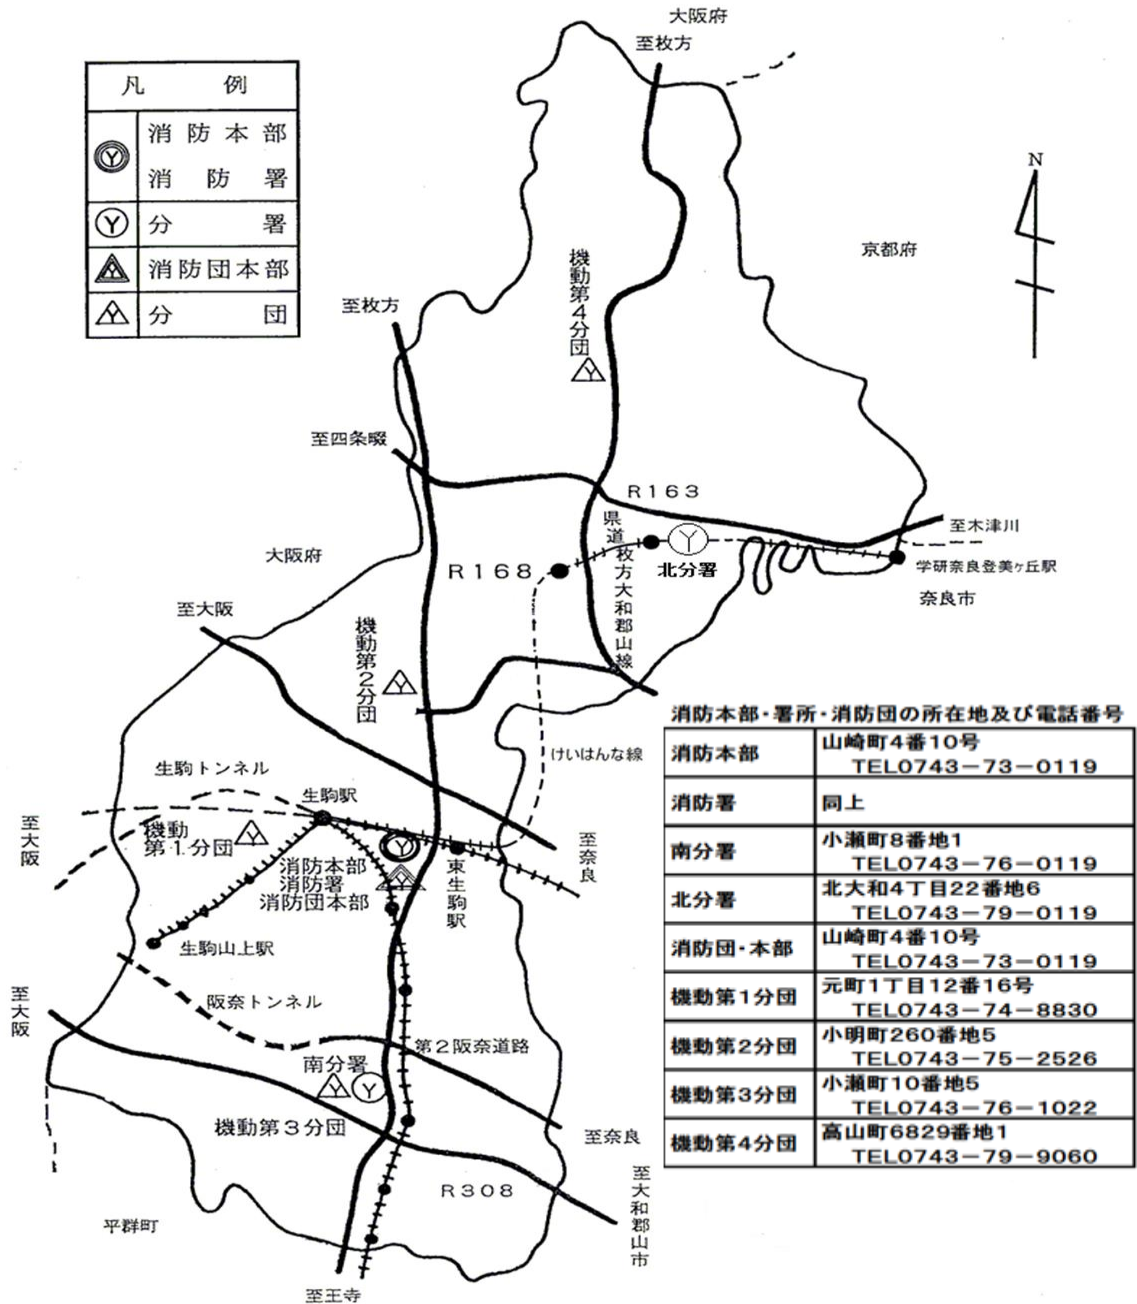 大阪府
至枚方
凡 例
消防本部
消防署
分署
消防団本部
分団
N
京都府
機動第4分団
至枚方
至四条畷
R163
県道枚方大和郡山線
至木津川
大阪府
R168
北分署
学研奈良登美ヶ丘駅
奈良市
至大阪
機動第2分団
けいはんな線
生駒トンネル
生駒駅
至大阪
機動
第1分団
消防本部
消防署
消防団本部
東生駒駅
至奈良
生駒山上駅
至大阪
阪奈トンネル
第2阪奈道路
南分署
機動第3分団
至奈良
R308
至大和郡山市
平群町
至王寺
消防本部・署所・消防団の所在地及び電話番号
消防本部 山崎町4番10号
TEL0743-73-0119
消防署 同上
南分署 小瀬町8番地1
TEL0743-76-0119
北分署 北大和4丁目22番地6
TEL0743-79-0119
消防団・本部 山崎町4番10号
TEL0743-73-0119
機動第1分団 元町1丁目12番16号
TEL0743-74-8830
機動第2分団 小明町260番地5
TEL0743-75-2526
機動第3分団 小瀬町10番地5
TEL0743-76-1022
機動第4分団 高山町6829番地1
TEL0743-79-9060